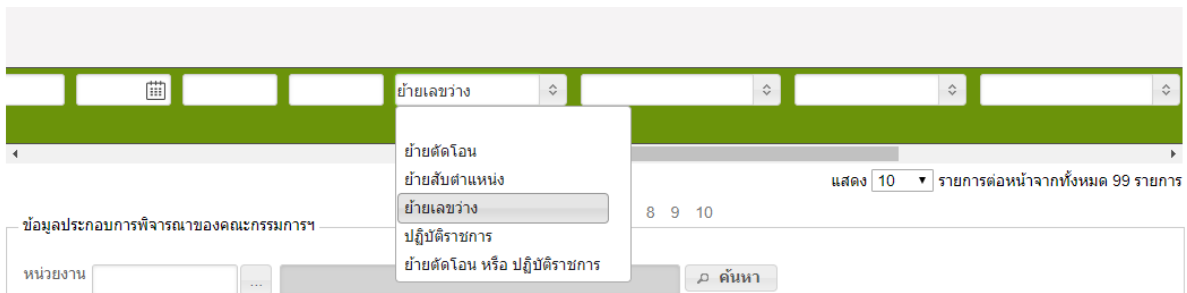 ย้ายเลขว่าง
ย้ายตัดโอน
ย้ายสับตำแหน่ง
ย้ายเลขว่าง
ปฏิบัติราชการ
ย้ายตัดโอน หรือ ปฏิบัติราชการ
แสดง 10 รายการต่อหน้าจากทั้งหมด 99 รายการ
8 9 10
ข้อมูลประกอบการพิจารณาของคณะกรรมการฯ
หน่วยงาน ... ค้นหา